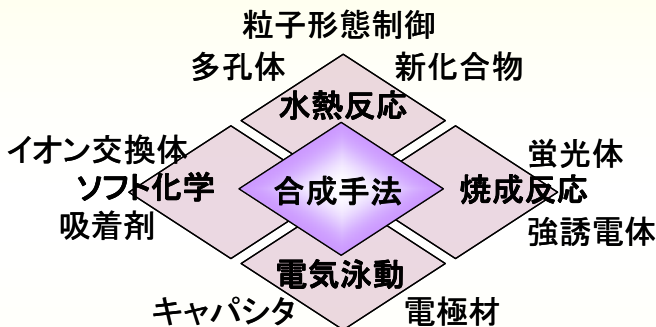 粒子形態制御
多孔体 新化合物
水熱反応
イオン交換体 蛍光体
ソフト化学 合成手法 焼成反応
吸着剤 強誘電体
電気泳動
キャパシタ 電極材